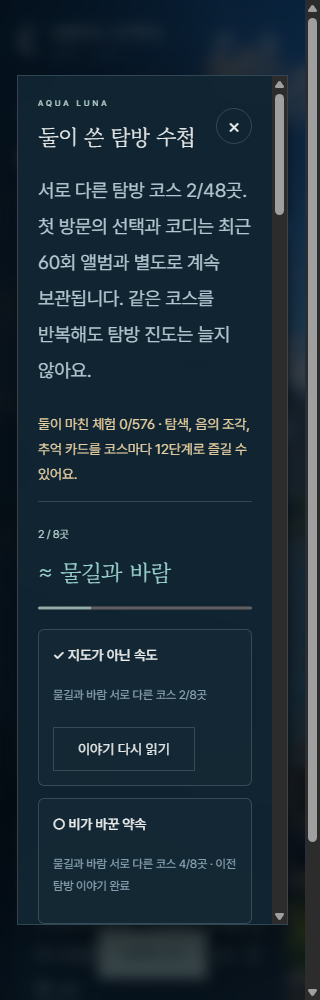 AQUA LUNA
둘이 쓴 탐방 수첩
×
서로 다른 탐방 코스 2/48곳.
첫 방문의 선택과 코디는 최근
60회 앨범과 별도로 계속
보관됩니다. 같은 코스를
반복해도 탐방 진도는 늘지
않아요.
둘이 마친 체험 0/576 · 탐색, 음의 조각,
추억 카드를 코스마다 12단계로 즐길 수
있어요.
2 / 8곳
≈ 물길과 바람
✓ 지도가 아닌 속도
물길과 바람 서로 다른 코스 2/8곳
이야기 다시 읽기
○ 비가 바꾼 약속
물길과 바람 서로 다른 코스 4/8곳 · 이전
탐방 이야기 완료